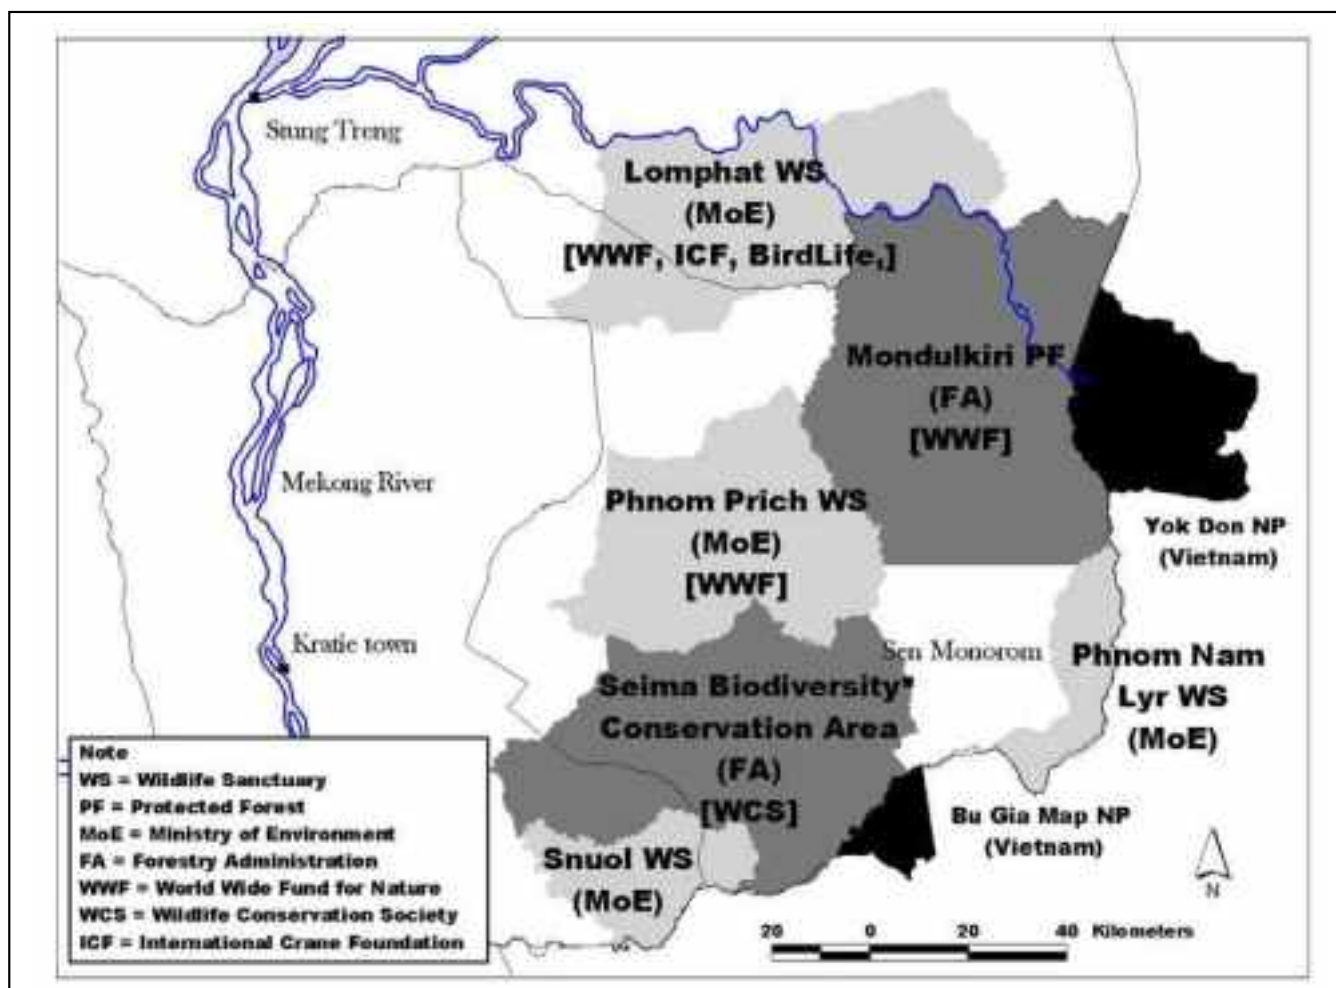 Stung Treng
Lomphat WS
(MoE)
[WWF, ICF, BirdLife,]
Mondulkiri PF
(FA)
[WWF]
Mekong River
Phnom Prich WS
(MoE)
[WWF]
Yok Don NP
(Vietnam)
Kratie town
Sen Monorom
Phnom Nam
Lyr WS
(MoE)
Seima Biodiversity
Conservation Area
(FA)
[WCS]
Bu Gia Map NP
(Vietnam)
Snuol WS
(MoE)
Note
WS = Wildlife Sanctuary
PF = Protected Forest
MoE = Ministry of Environment
FA = Forestry Administration
WWF = World Wide Fund for Nature
WCS = Wildlife Conservation Society
ICF = International Crane Foundation
N
20 0 20 40 Kilometers